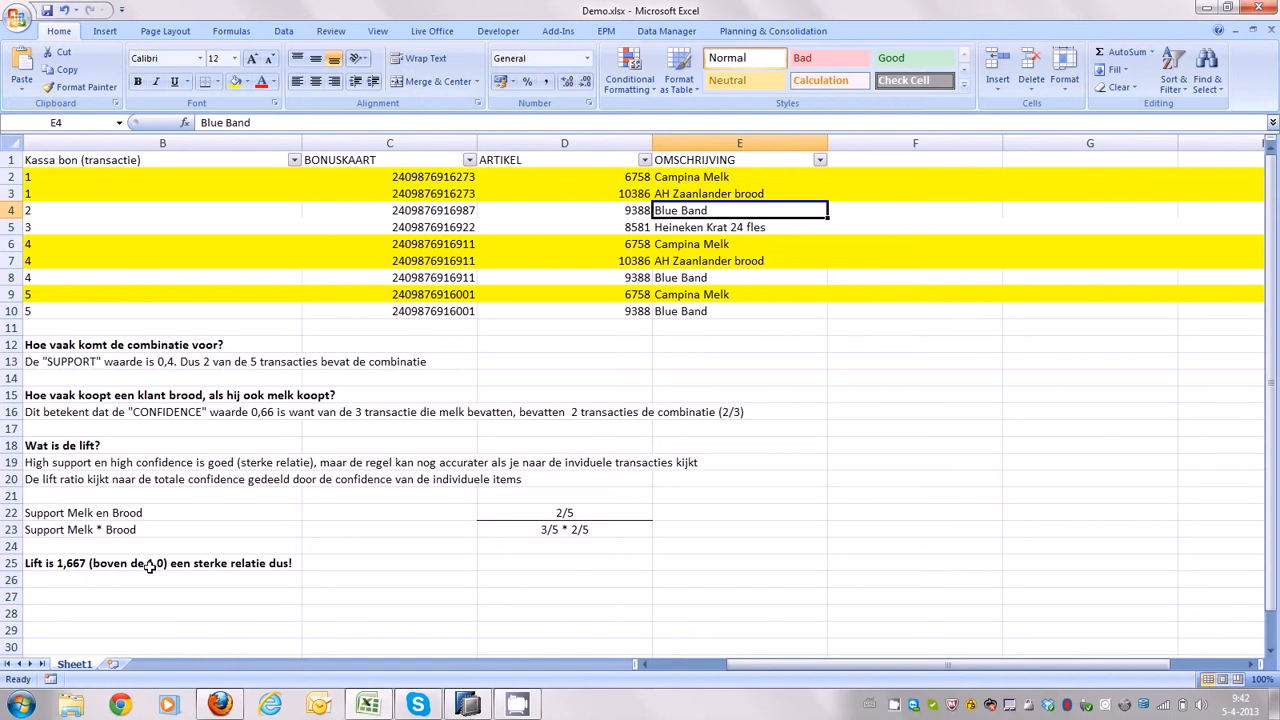 Demo.xlsx - Microsoft Excel
Home Insert Page Layout Formulas Data Review View Live Office Developer Add-Ins EPM Data Manager Planning & Consolidation
Paste
Cut
Copy
Format Painter
Clipboard
Calibri 12
B I U
Font
Wrap Text
Merge & Center
Alignment
General
Number
Conditional Formatting
Format as Table
Normal Bad Good
Neutral Calculation Check Cell
Styles
Insert Delete Format
Cells
AutoSum
Fill
Clear
Sort & Filter
Find & Select
Editing
E4 fx Blue Band
B C D E F G
1 Kassa bon (transactie) BONUSKAART ARTIKEL OMSCHRIJVING
2 1 2409876916273 6758 Campina Melk
3 1 2409876916273 10386 AH Zaanlander brood
4 2 2409876916987 9388 Blue Band
5 3 2409876916922 8581 Heineken Krat 24 fles
6 4 2409876916911 6758 Campina Melk
7 4 2409876916911 10386 AH Zaanlander brood
8 4 2409876916911 9388 Blue Band
9 5 2409876916001 6758 Campina Melk
10 5 2409876916001 9388 Blue Band
11
12 Hoe vaak komt de combinatie voor?
13 De "SUPPORT" waarde is 0,4. Dus 2 van de 5 transacties bevat de combinatie
14
15 Hoe vaak koopt een klant brood, als hij ook melk koopt?
16 Dit betekent dat de "CONFIDENCE" waarde 0,66 is want van de 3 transactie die melk bevatten, bevatten 2 transacties de combinatie (2/3)
17
18 Wat is de lift?
19 High support en high confidence is goed (sterke relatie), maar de regel kan nog accurater als je naar de inviduele transacties kijkt
20 De lift ratio kijkt naar de totale confidence gedeeld door de confidence van de individuele items
21
22 Support Melk en Brood 2/5
23 Support Melk * Brood 3/5 * 2/5
24
25 Lift is 1,667 (boven de 0) een sterke relatie dus!
26
27
28
29
30
Sheet1
Ready 100%
9:42
5-4-2013